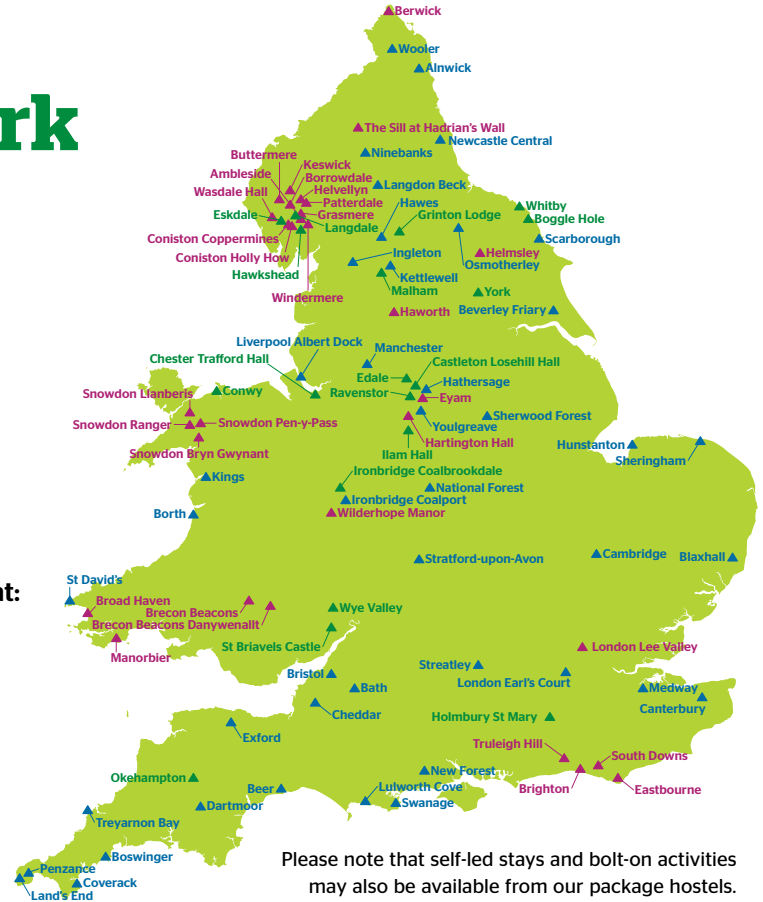 Berwick
Wooler
Alnwick
rk
The Sill at Hadrian's Wall
Newcastle Central
Buttermere
Ninebanks
Keswick
Ambleside
Borrowdale
Langdon Beck
Wasdale Hall
Helvellyn
Patterdale
Hawes
Whitby
Eskdale
Grasmere
Grinton Lodge
Boggle Hole
Langdale
Coniston Coppermines
Scarborough
Coniston Holly How
Ingleton
Helmsley
Osmotherley
Hawkshead
Kettlewell
Malham
York
Windermere
Haworth
Beverley Friary
Liverpool Albert Dock
Manchester
Chester Trafford Hall
Castleton Losehill Hall
Edale
Hathersage
Snowdon Llanberis
Conwy
Ravenstor
Eyam
Sherwood Forest
Snowdon Ranger
Snowdon Pen-y-Pass
Youlgreave
Hartington Hall
Hunstanton
Snowdon Bryn Gwynant
Ilam Hall
Sheringham
Ironbridge Coalbrookdale
Kings
National Forest
Ironbridge Coalport
Borth
Wilderhope Manor
Stratford-upon-Avon
Cambridge
Blaxhall
St David's
nt:
Broad Haven
Brecon Beacons
Wye Valley
Brecon Beacons Danywenallt
St Briavels Castle
London Lee Valley
Manorbier
Streatley
Bristol
London Earl's Court
Bath
Medway
Cheddar
Canterbury
Holmbury St Mary
Exford
Truleigh Hill
South Downs
New Forest
Okehampton
Beer
Lulworth Cove
Brighton
Eastbourne
Dartmoor
Swanage
Treyarnon Bay
Boswinger
Penzance
Coverack
Land's End
Please note that self-led stays and bolt-on activities
may also be available from our package hostels.